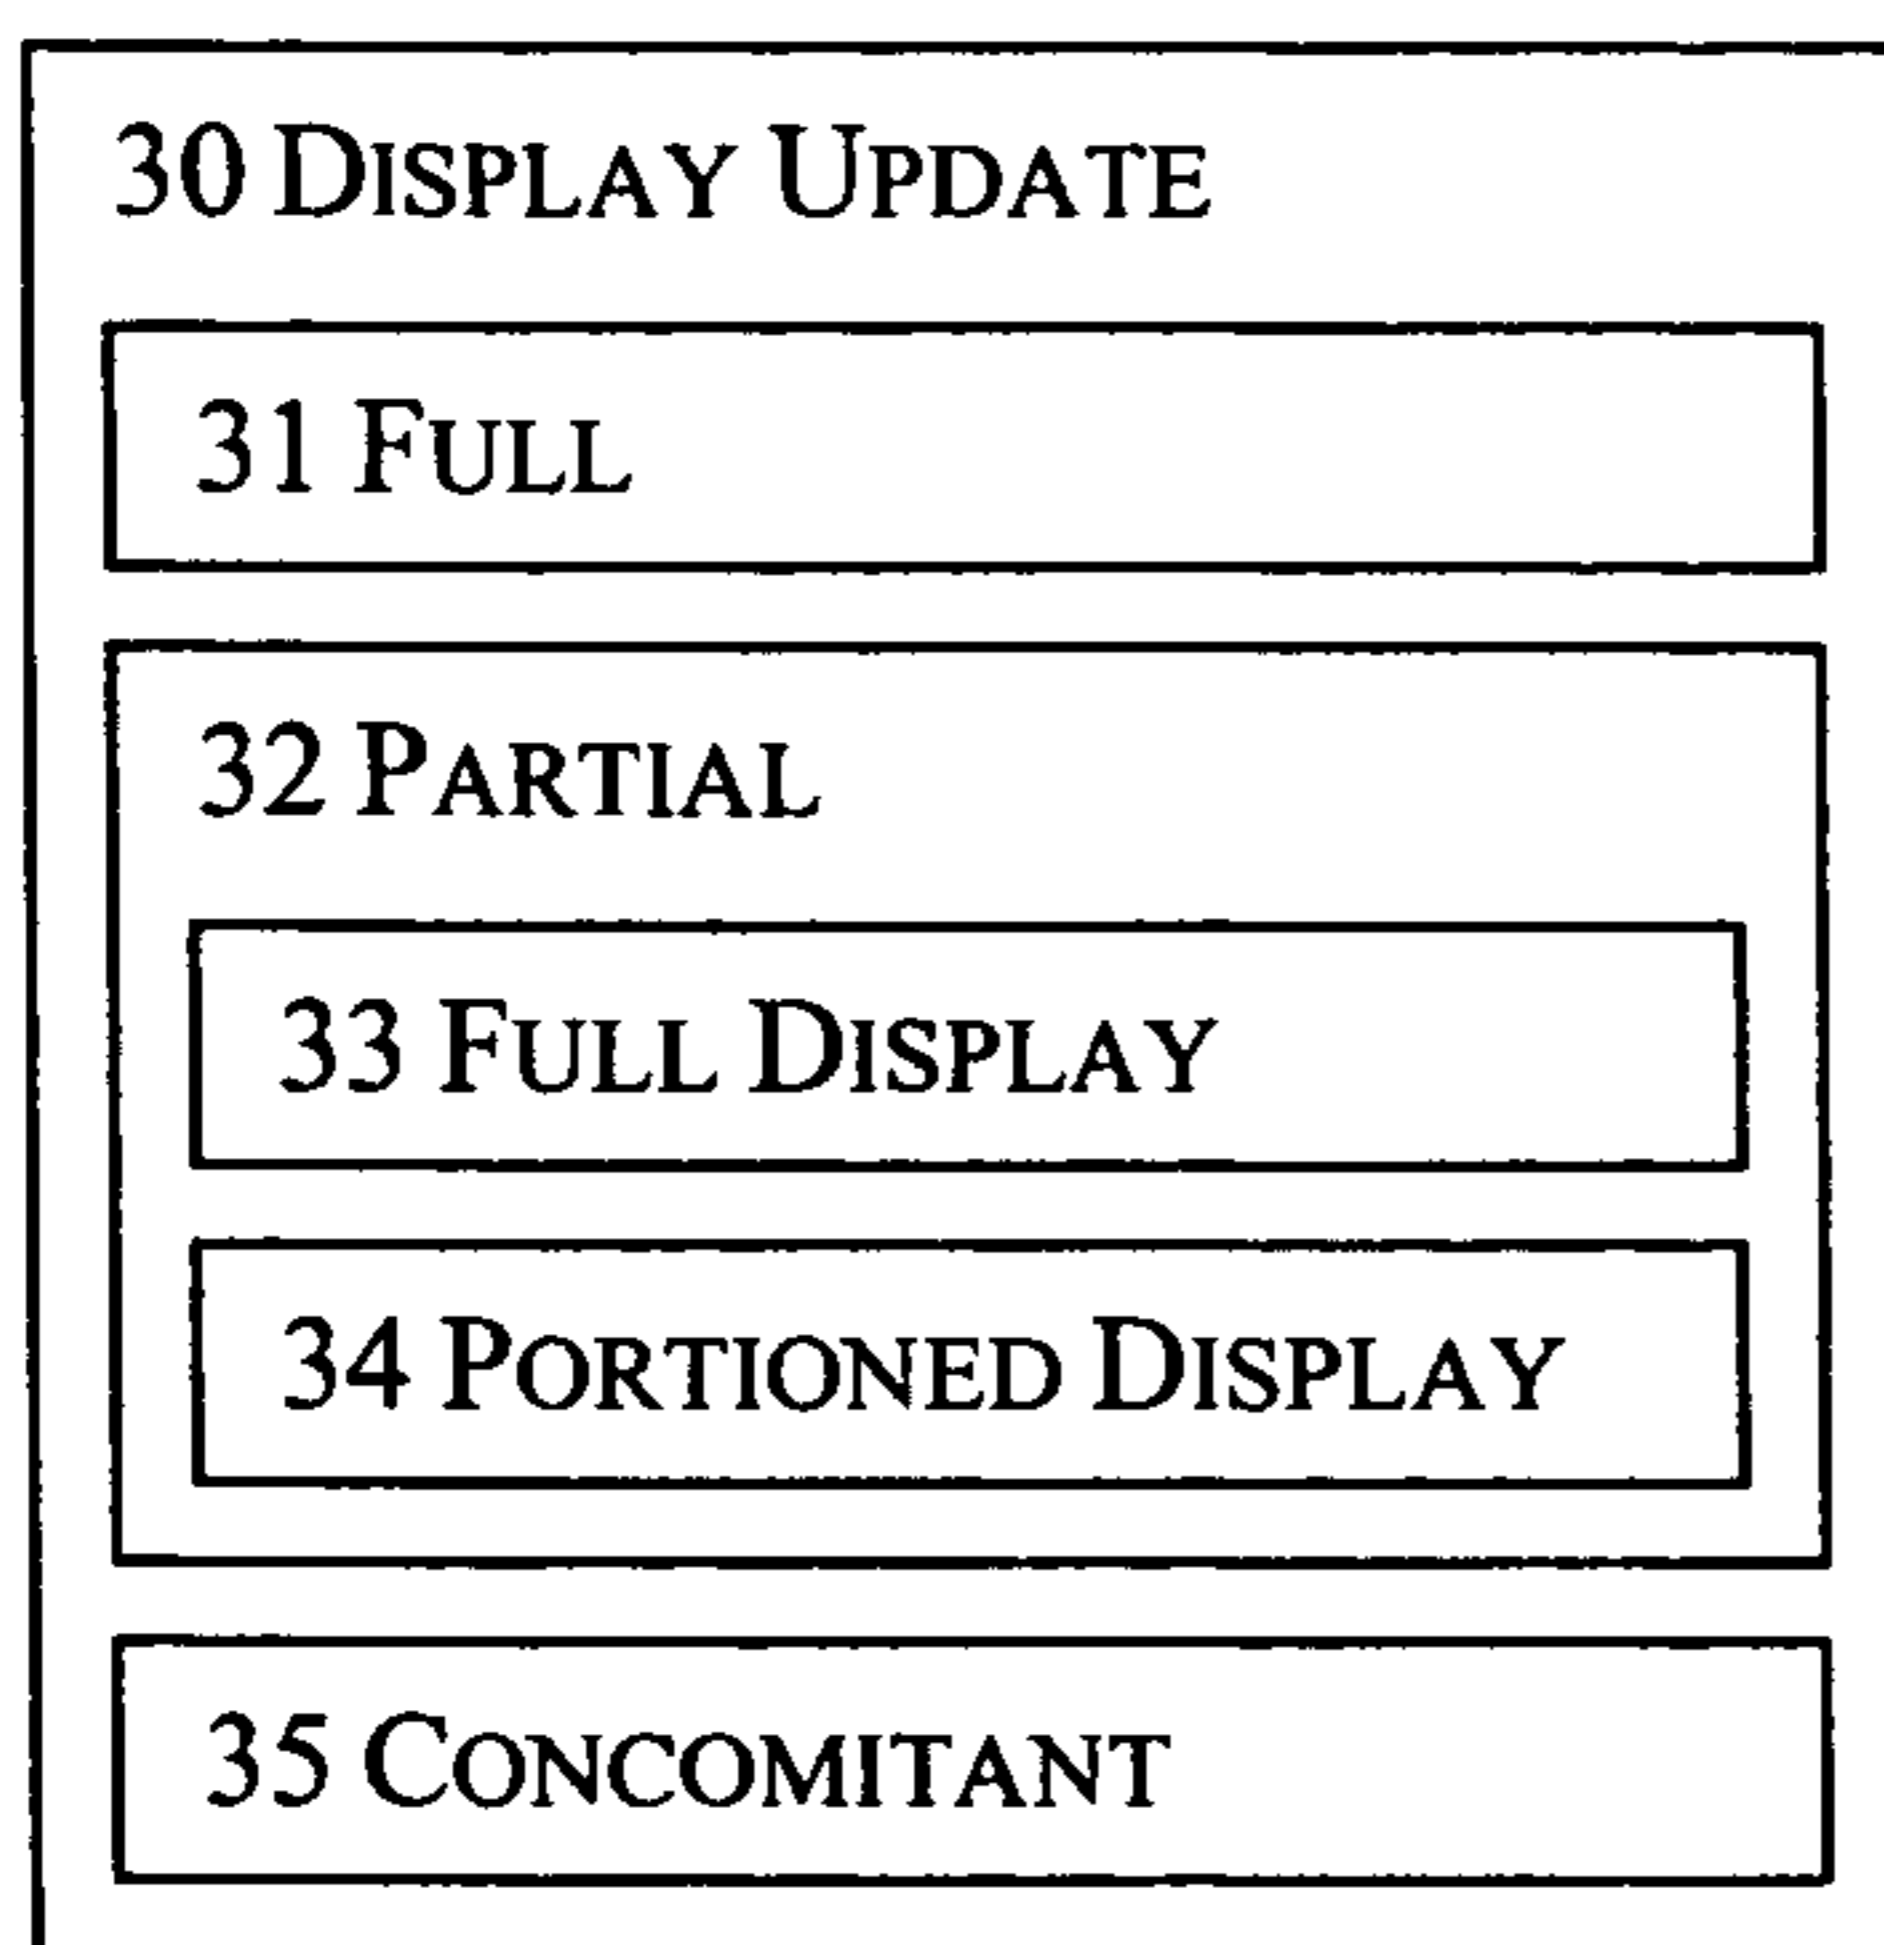 30 DISPLAY UPDATE
31 FULL
32 PARTIAL
33 FULL DISPLAY
34 PORTIONED DISPLAY
35 CONCOMITANT